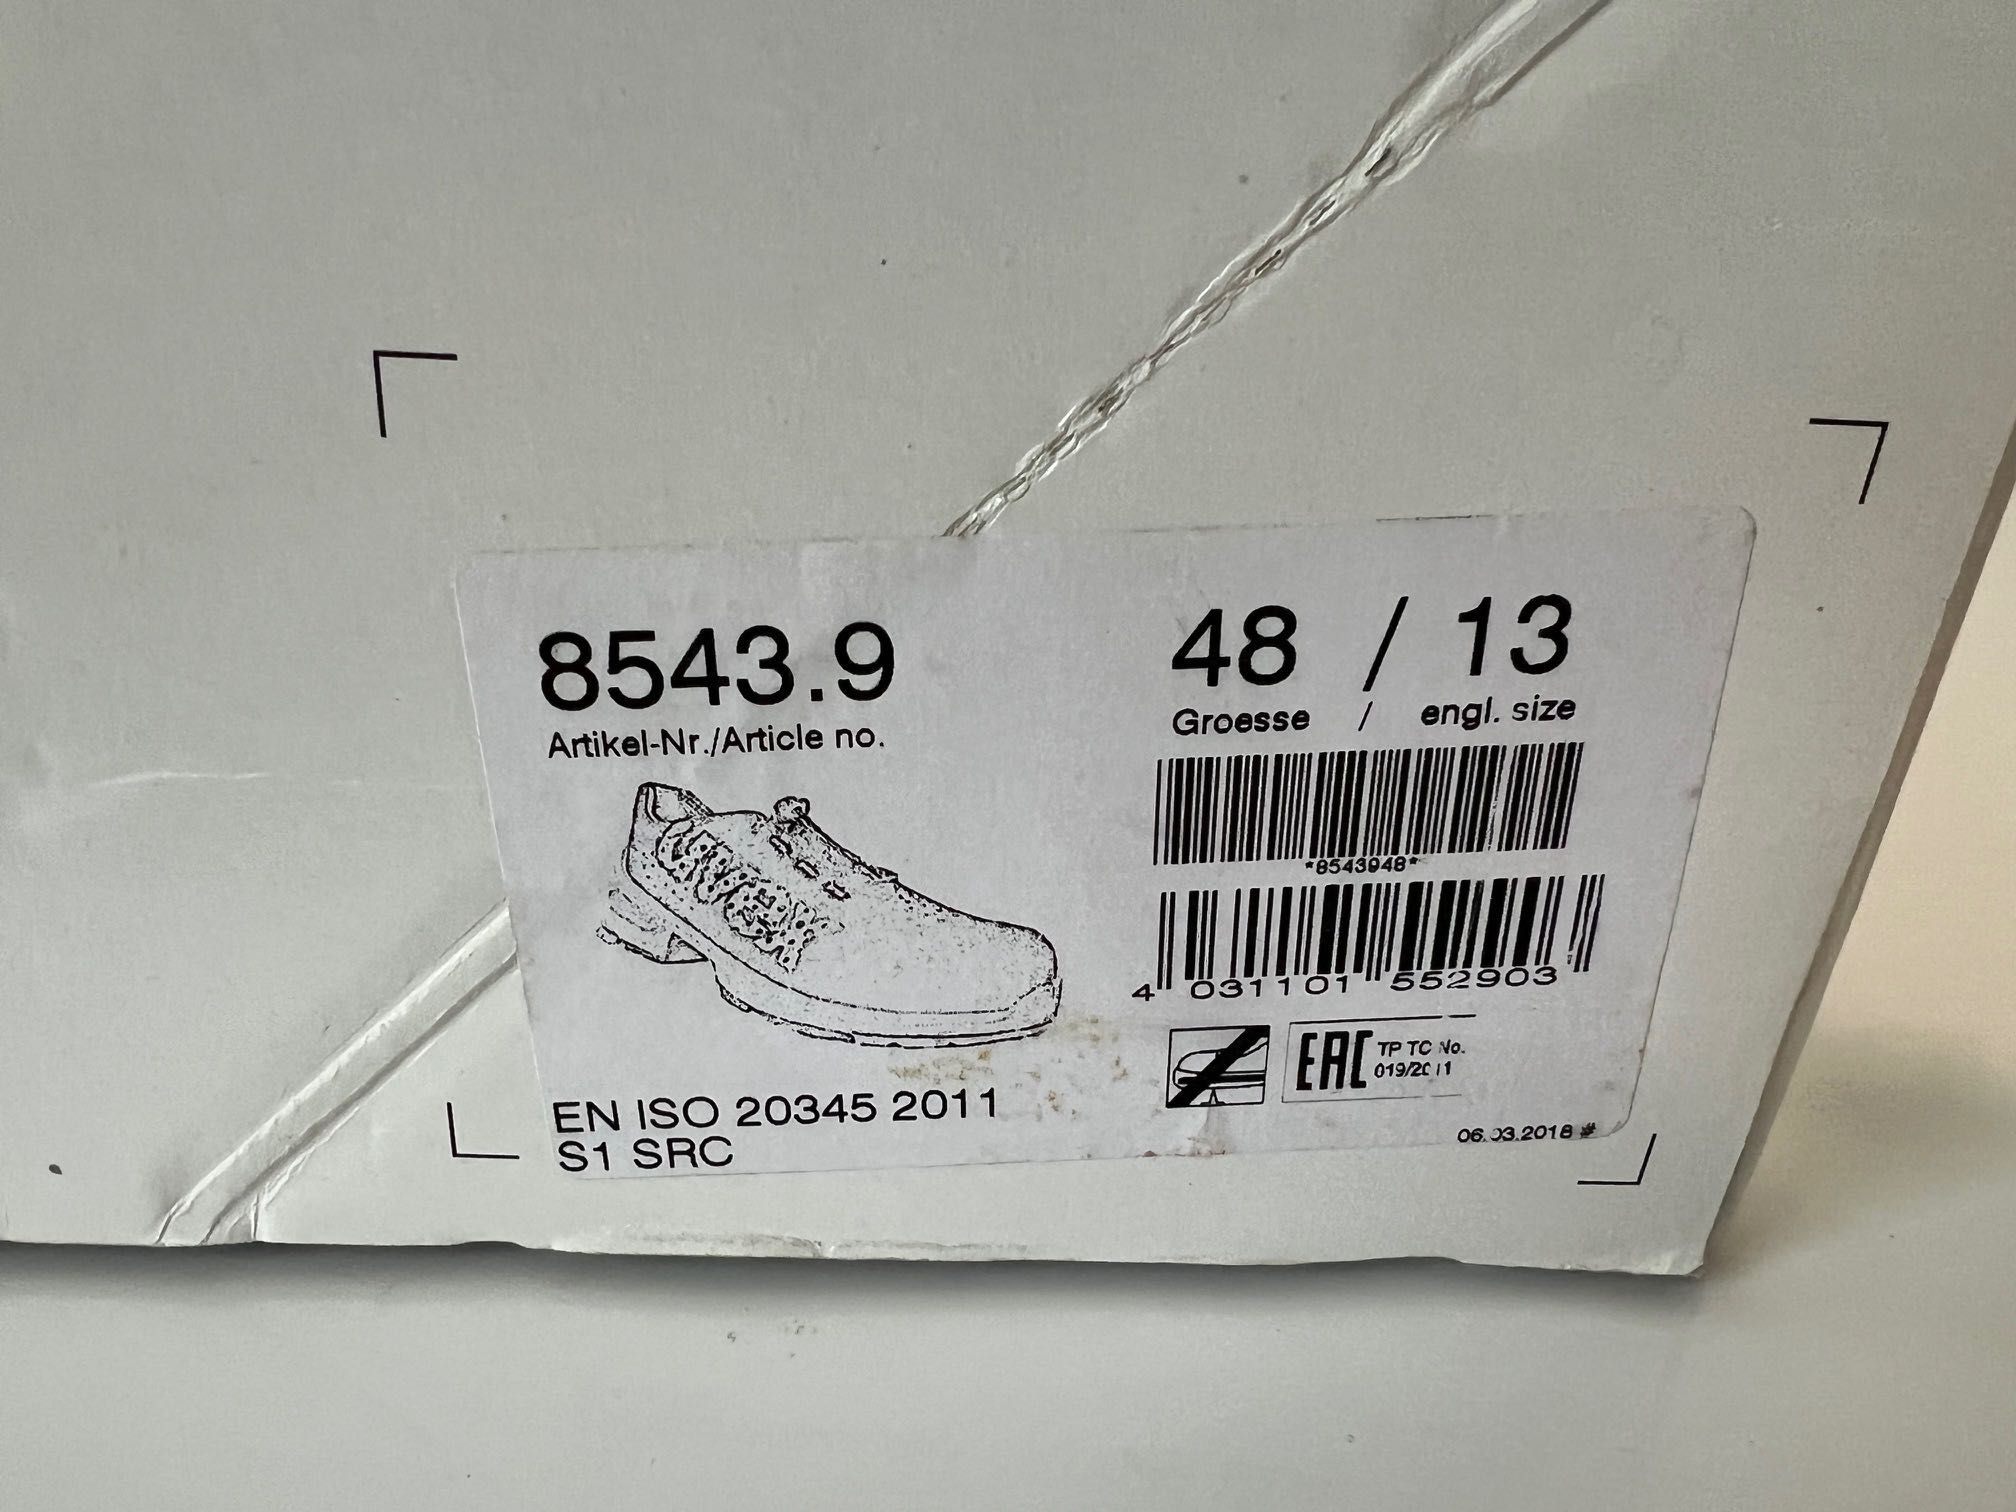 8543.9
Artikel-Nr./Article no.
48 / 13
Groesse / engl. size
*8543948*
4 031101 552903
EAC TP TC No.
019/2011
EN ISO 20345 2011
S1 SRC
06.03.2018 #